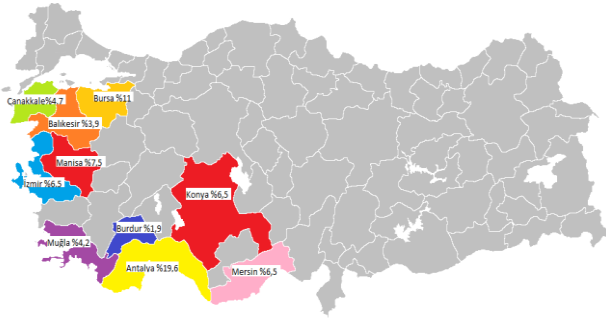 Bursa %11
Çanakkale%4,7
Balıkesir %3,9
Manisa %7,5
İzmir %6,5
Konya %6,5
Burdur %1,9
Muğla %4,2
Antalya %19,6
Mersin %6,5